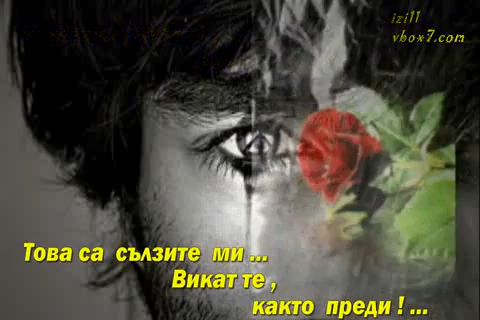 izi11
vbox7.com
Това са сълзите ми ...
Викат те ,
както преди ! ...